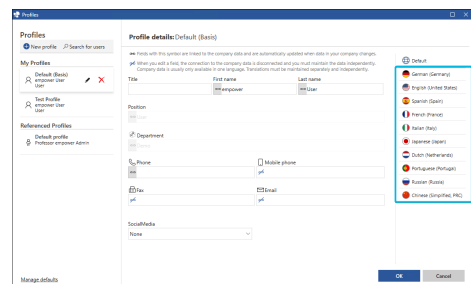 Profiles
Profiles
New profile
Search for users
My Profiles
Default (Basis)
empower User
User
Test Profile
empower User
User
Referenced Profiles
Default profile
Professor empower Admin
Manage defaults
Profile details: Default (Basis)
Fields with this symbol are linked to the company data and are automatically updated when data in your company changes.
When you edit a field, the connection to the company data is disconnected and you must maintain the data independently.
Company data is usually only available in one language. Translations must be maintained separately and independently.
Title
First name
Last name
empower
User
Position
User
Department
Phone
Mobile phone
Fax
Email
SocialMedia
None
Default
German (Germany)
English (United States)
Spanish (Spain)
French (France)
Italian (Italy)
Japanese (Japan)
Dutch (Netherlands)
Portuguese (Portugal)
Russian (Russia)
Chinese (Simplified, PRC)
OK
Cancel